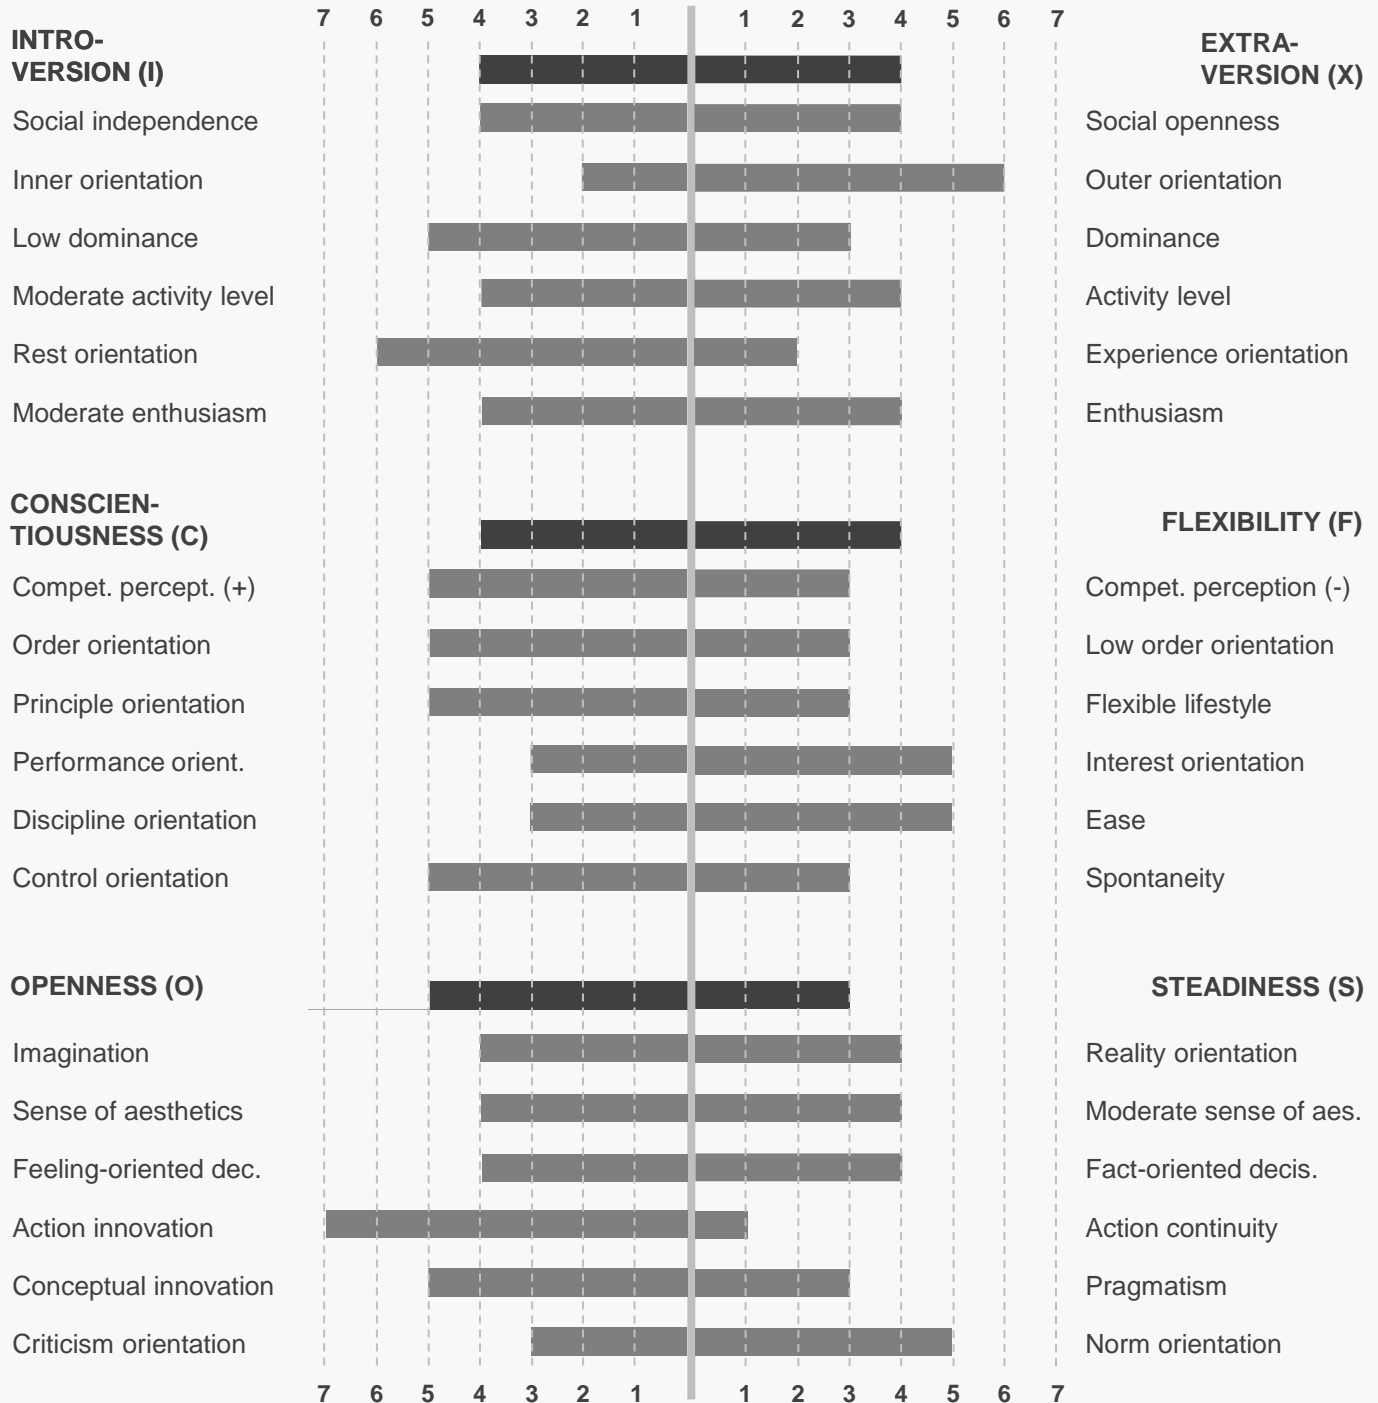 7 6 5 4 3 2 1 1 2 3 4 5 6 7
INTRO-
VERSION (I)
EXTRA-
VERSION (X)
Social independence Social openness
Inner orientation Outer orientation
Low dominance Dominance
Moderate activity level Activity level
Rest orientation Experience orientation
Moderate enthusiasm Enthusiasm
CONSCIEN-
TIOUSNESS (C)
FLEXIBILITY (F)
Compet. percept. (+) Compet. perception (-)
Order orientation Low order orientation
Principle orientation Flexible lifestyle
Performance orient. Interest orientation
Discipline orientation Ease
Control orientation Spontaneity
OPENNESS (O) STEADINESS (S)
Imagination Reality orientation
Sense of aesthetics Moderate sense of aes.
Feeling-oriented dec. Fact-oriented decis.
Action innovation Action continuity
Conceptual innovation Pragmatism
Criticism orientation Norm orientation
7 6 5 4 3 2 1 1 2 3 4 5 6 7